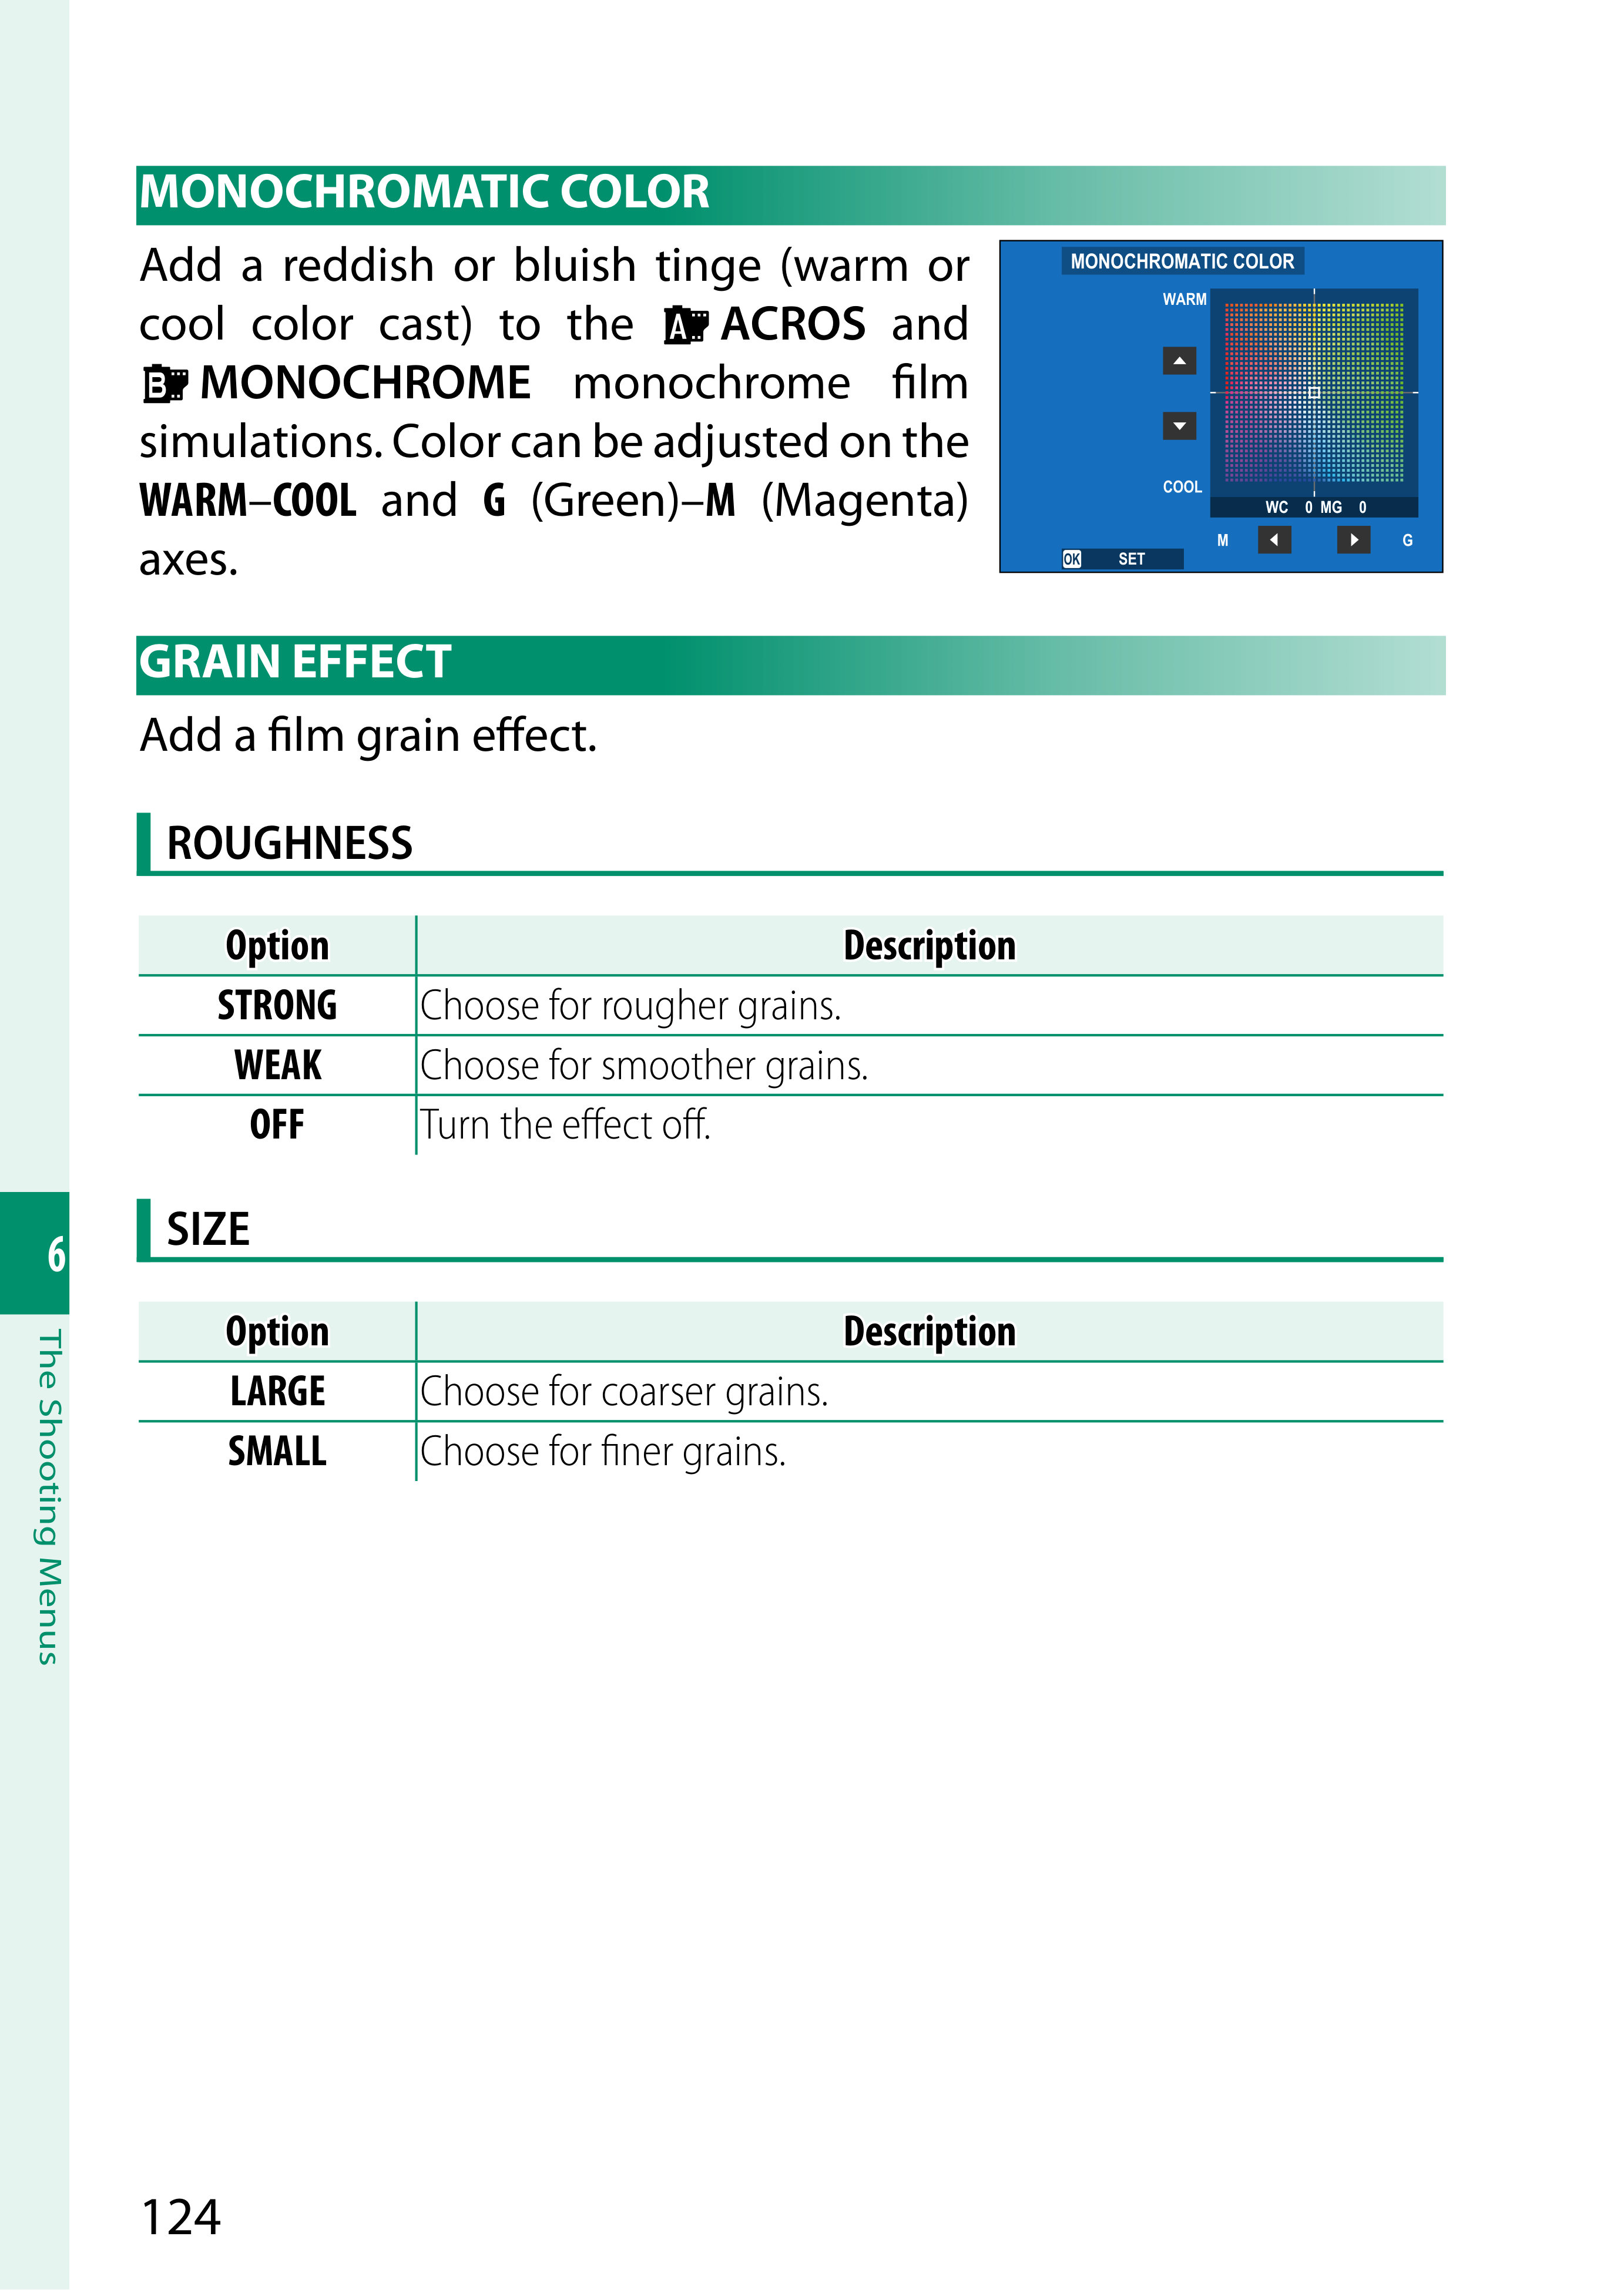 MONOCHROMATIC COLOR
Add a reddish or bluish tinge (warm or
cool color cast) to the A ACROS and
B MONOCHROME monochrome film
simulations. Color can be adjusted on the
WARM–COOL and G (Green)–M (Magenta)
axes.
MONOCHROMATIC COLOR
WARM
COOL
WC 0 MG 0
M G
OK SET
GRAIN EFFECT
Add a film grain effect.
ROUGHNESS
Option Description
STRONG Choose for rougher grains.
WEAK Choose for smoother grains.
OFF Turn the effect off.
SIZE
Option Description
LARGE Choose for coarser grains.
SMALL Choose for finer grains.
6
The Shooting Menus
124